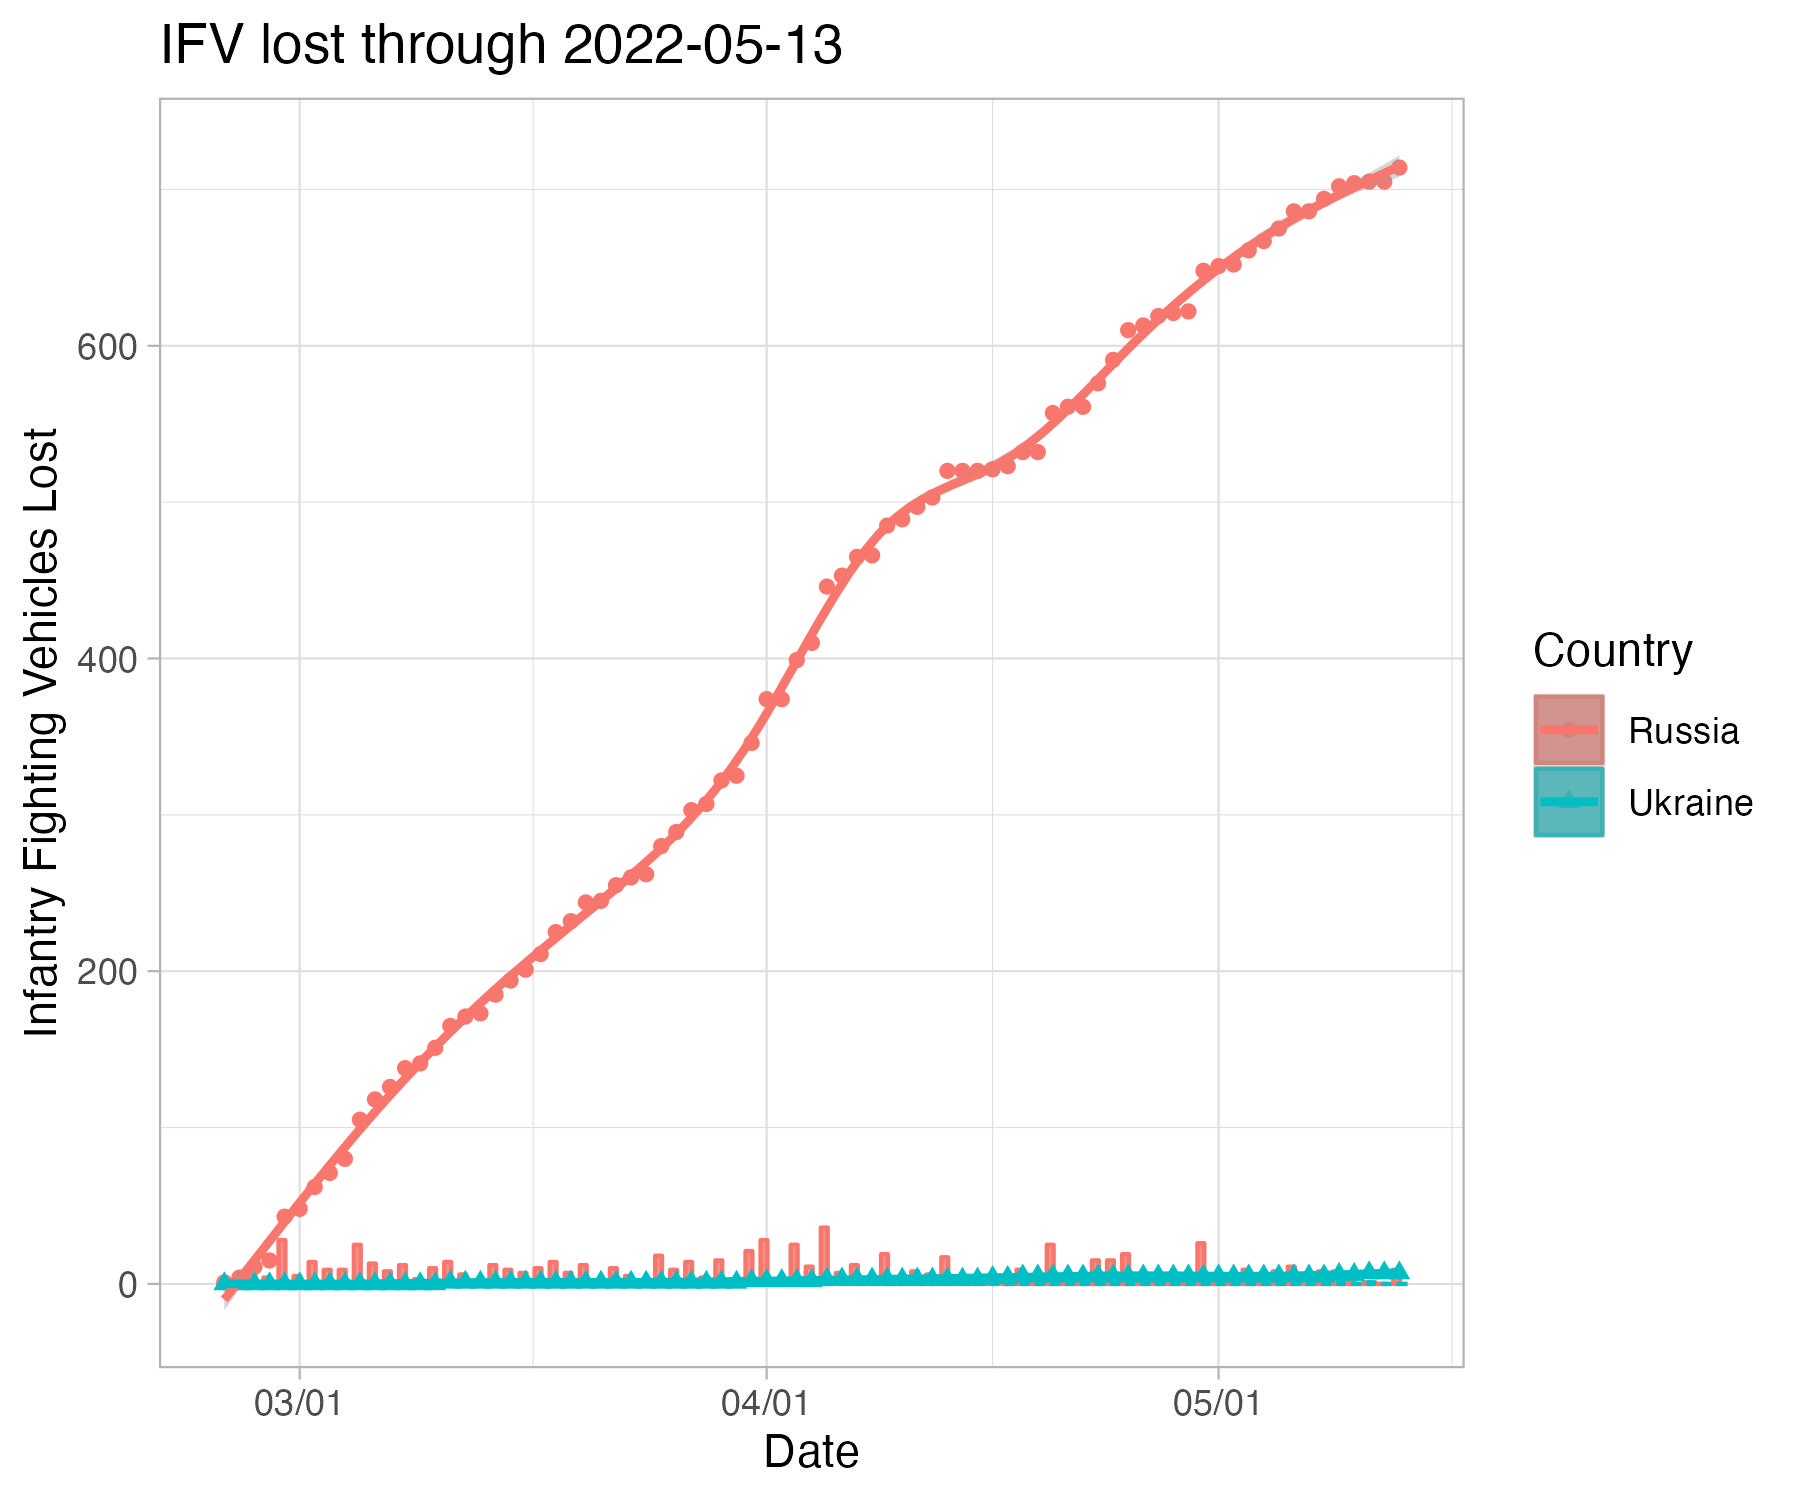 IFV lost through 2022-05-13
Infantry Fighting Vehicles Lost
600
400
200
0
03/01
04/01
05/01
Date
Country
Russia
Ukraine